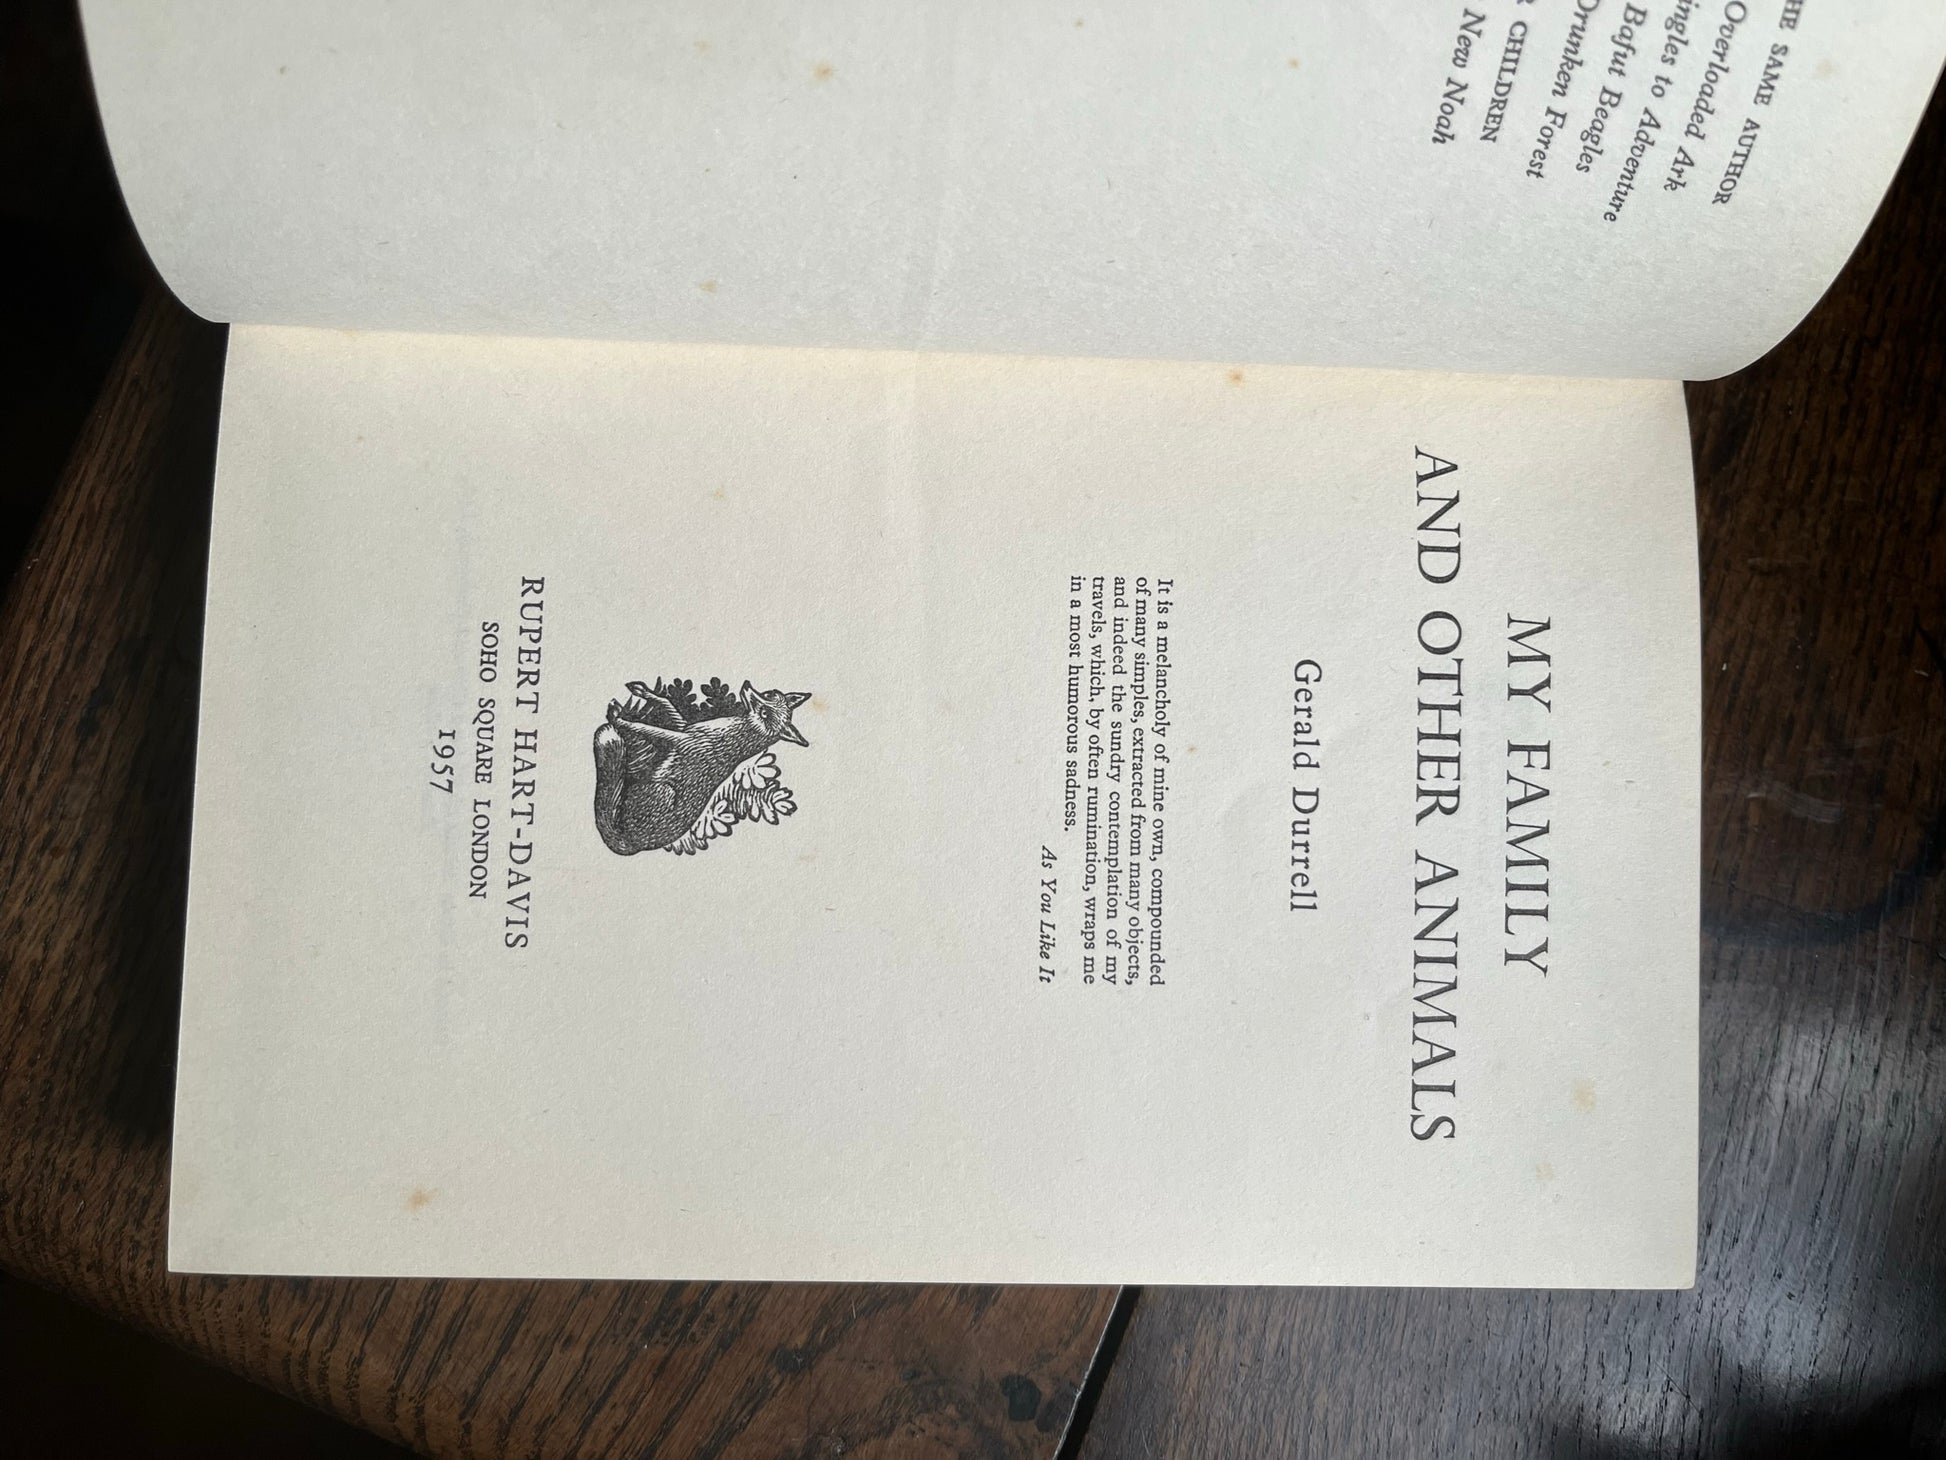 HE SAME AUTHOR
Overloaded Ark
ingles to Adventure
Bafut Beagles
Drunken Forest
R CHILDREN
New Noah
MY FAMILY
AND OTHER ANIMALS
Gerald Durrell
It is a melancholy of mine own, compounded
of many simples, extracted from many objects,
and indeed the sundry contemplation of my
travels, which, by often rumination, wraps me
in a most humorous sadness.
As You Like It
RUPERT HART-DAVIS
SOHO SQUARE LONDON
1957